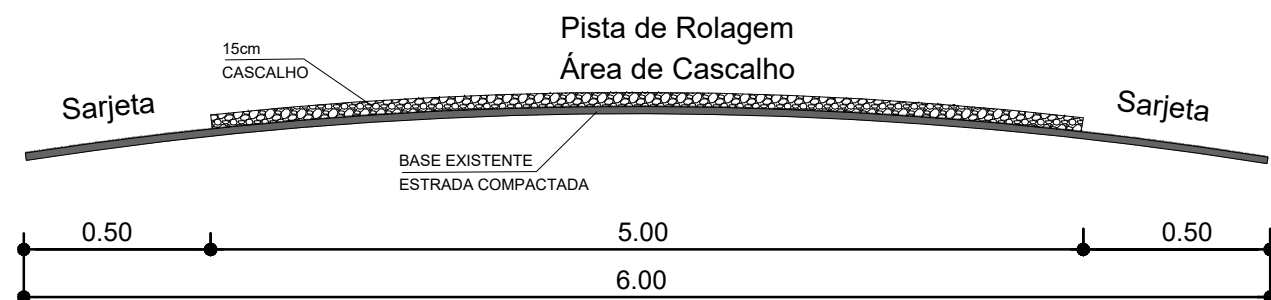 Pista de Rolagem
Área de Cascalho
15cm
CASCALHO
Sarjeta
Sarjeta
BASE EXISTENTE
ESTRADA COMPACTADA
0.50
5.00
0.50
6.00